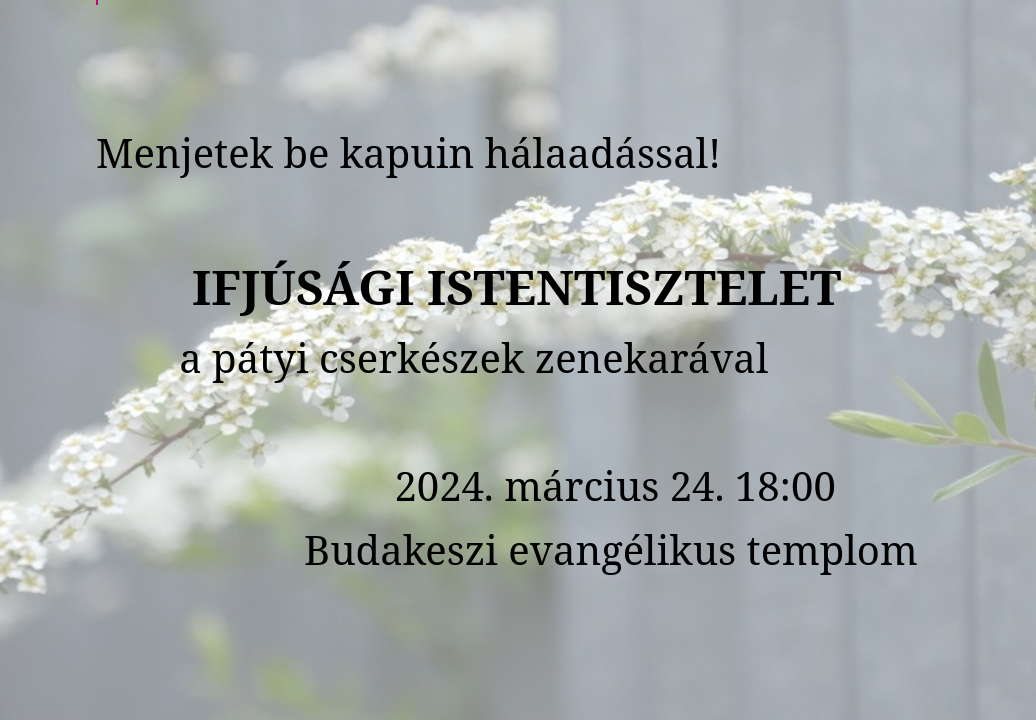 Menjetek be kapuin hálaadással!
IFJÚSÁGI ISTENTISZTELET
a pátyi cserkészek zenekarával
2024. március 24. 18:00
Budakeszi evangélikus templom